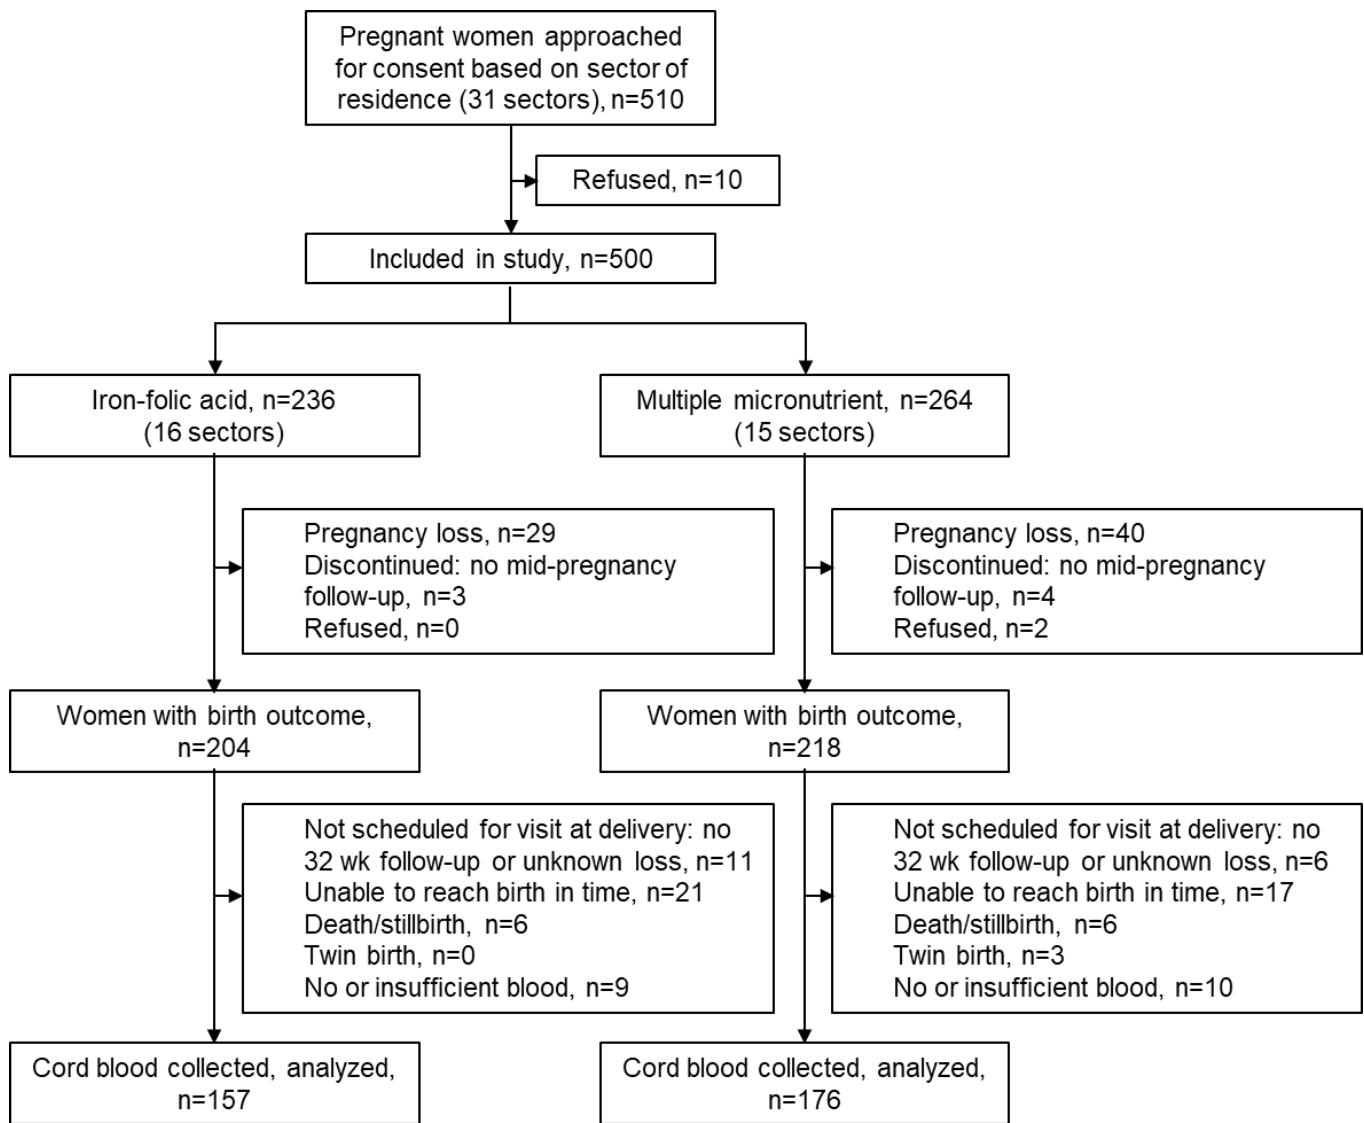 Pregnant women approached
for consent based on sector of
residence (31 sectors), n=510
Refused, n=10
Included in study, n=500
Iron-folic acid, n=236
(16 sectors)
Multiple micronutrient, n=264
(15 sectors)
Pregnancy loss, n=29
Discontinued: no mid-pregnancy
follow-up, n=3
Refused, n=0
Pregnancy loss, n=40
Discontinued: no mid-pregnancy
follow-up, n=4
Refused, n=2
Women with birth outcome,
n=204
Women with birth outcome,
n=218
Not scheduled for visit at delivery: no
32 wk follow-up or unknown loss, n=11
Unable to reach birth in time, n=21
Death/stillbirth, n=6
Twin birth, n=0
No or insufficient blood, n=9
Not scheduled for visit at delivery: no
32 wk follow-up or unknown loss, n=6
Unable to reach birth in time, n=17
Death/stillbirth, n=6
Twin birth, n=3
No or insufficient blood, n=10
Cord blood collected, analyzed,
n=157
Cord blood collected, analyzed,
n=176